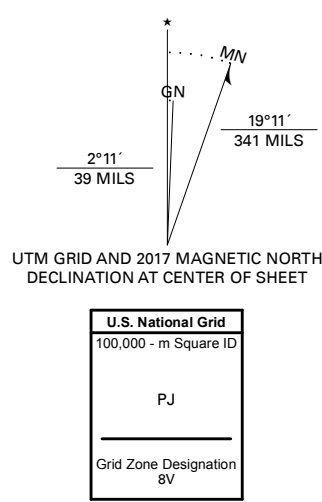 ★
MN
GN
19°11´
341 MILS
2°11´
39 MILS
UTM GRID AND 2017 MAGNETIC NORTH
DECLINATION AT CENTER OF SHEET
U.S. National Grid
100,000 - m Square ID
PJ
Grid Zone Designation
8V